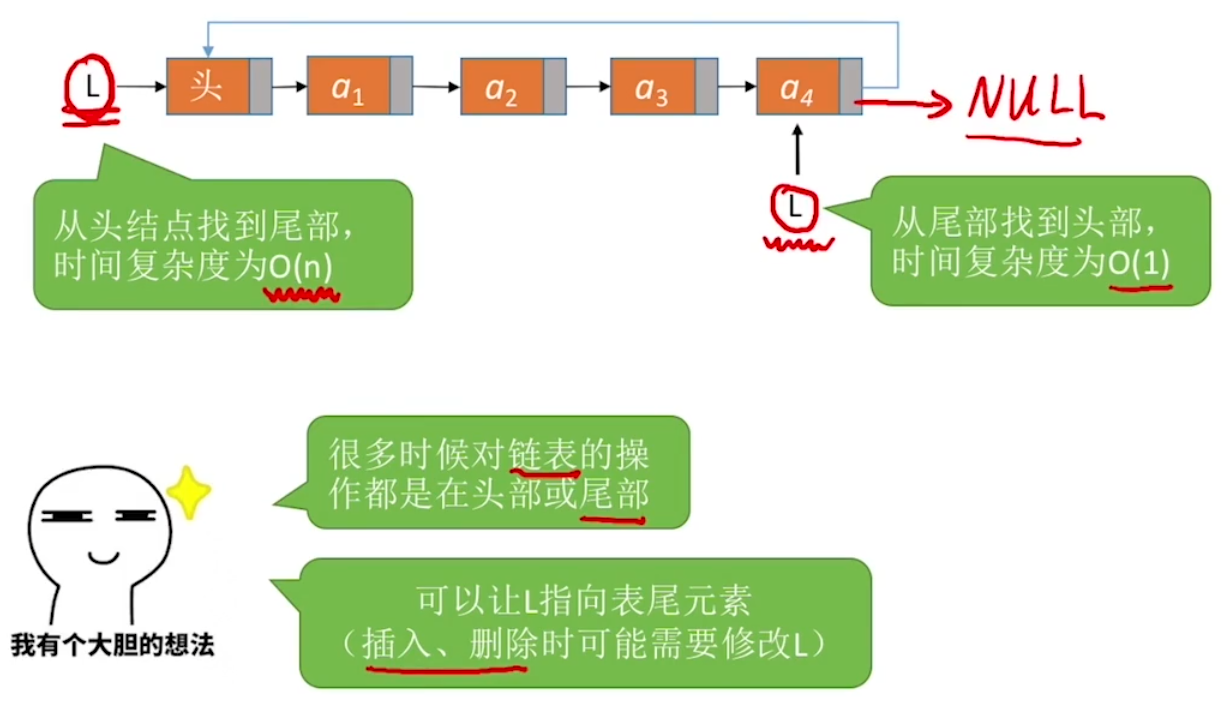 L
头
a1
a2
a3
a4
NULL
L
从头结点找到尾部，
时间复杂度为O(n)
从尾部找到头部，
时间复杂度为O(1)
很多时候对链表的操
作都是在头部或尾部
可以让L指向表尾元素
（插入、删除时可能需要修改L）
我有个大胆的想法